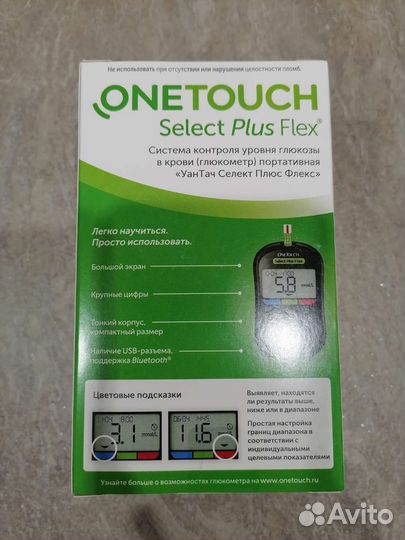 Не использовать при отсутствии или нарушении целостности пломб.
ONETOUCH
Select Plus Flex®
Система контроля уровня глюкозы
в крови (глюкометр) портативная
«УанТач Селект Плюс Флекс»
Легко научиться.
Просто использовать.
Большой экран
Крупные цифры
Тонкий корпус,
компактный размер
Наличие USB-разъема,
поддержка Bluetooth®
ONETOUCH
Select Plus Flex
5.8
mmol/L
Цветовые подсказки
3.1
mmol/L
11.6
Выявляет, находятся
ли результаты выше,
ниже или в диапазоне
Простая настройка
границ диапазона в
соответствии с
индивидуальными
целевыми показателями
Узнайте больше о возможностях глюкометра на www.onetouch.ru
Avito